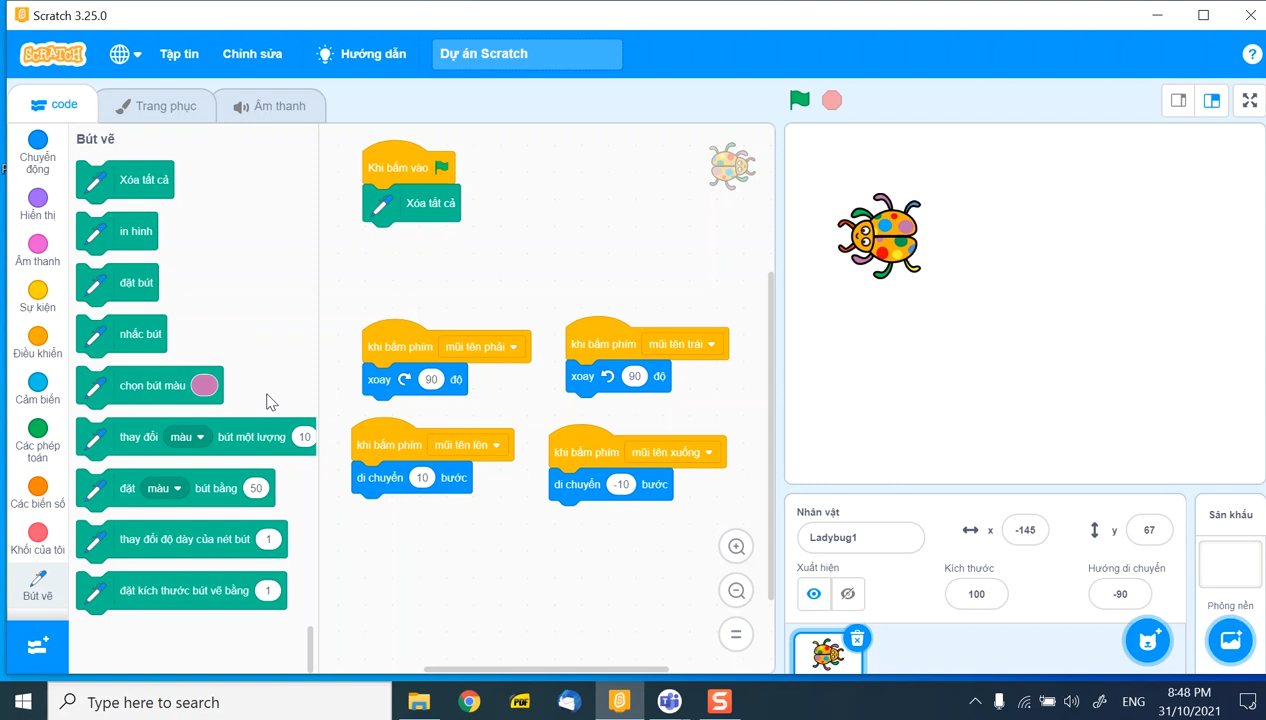 Scratch 3.25.0
SCRATCH
Tập tin
Chỉnh sửa
Hướng dẫn
Dự án Scratch
?
code
Trang phục
Âm thanh
Chuyển động
Hiển thị
Âm thanh
Sự kiện
Điều khiển
Cảm biến
Các phép toán
Các biến số
Khối của tôi
Bút vẽ
Bút vẽ
Xóa tất cả
in hình
đặt bút
nhấc bút
chọn bút màu
thay đổi màu bút một lượng 10
đặt màu bút bằng 50
thay đổi độ dày của nét bút 1
đặt kích thước bút vẽ bằng 1
Khi bấm vào
Xóa tất cả
khi bấm phím mũi tên phải
xoay 90 độ
khi bấm phím mũi tên trái
xoay 90 độ
khi bấm phím mũi tên lên
di chuyển 10 bước
khi bấm phím mũi tên xuống
di chuyển -10 bước
Nhân vật
Ladybug1
x -145
y 67
Xuất hiện
Kích thước
100
Hướng di chuyển
-90
Sân khấu
Phông nền
Type here to search
PDF
ENG
8:48 PM
31/10/2021